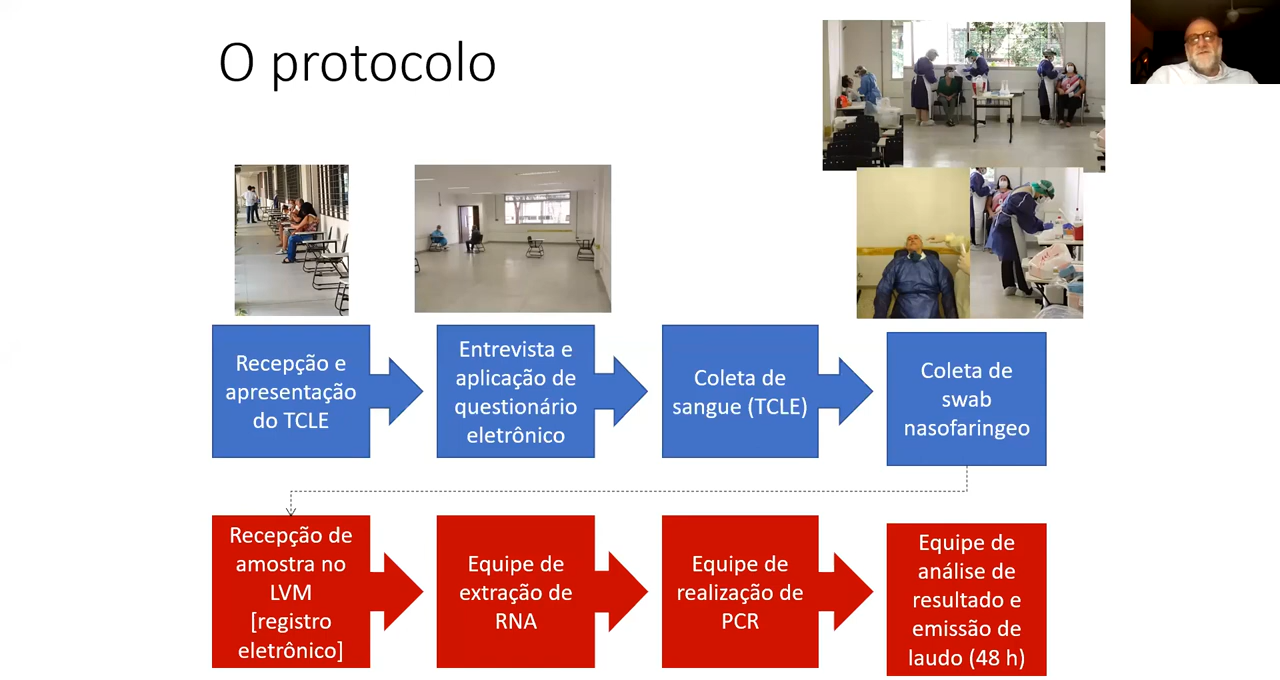 O protocolo
Recepção e
apresentação
do TCLE
Entrevista e
aplicação de
questionário
eletrônico
Coleta de
sangue (TCLE)
Coleta de
swab
nasofaringeo
Recepção de
amostra no
LVM
[registro
eletrônico]
Equipe de
extração de
RNA
Equipe de
realização de
PCR
Equipe de
análise de
resultado e
emissão de
laudo (48 h)